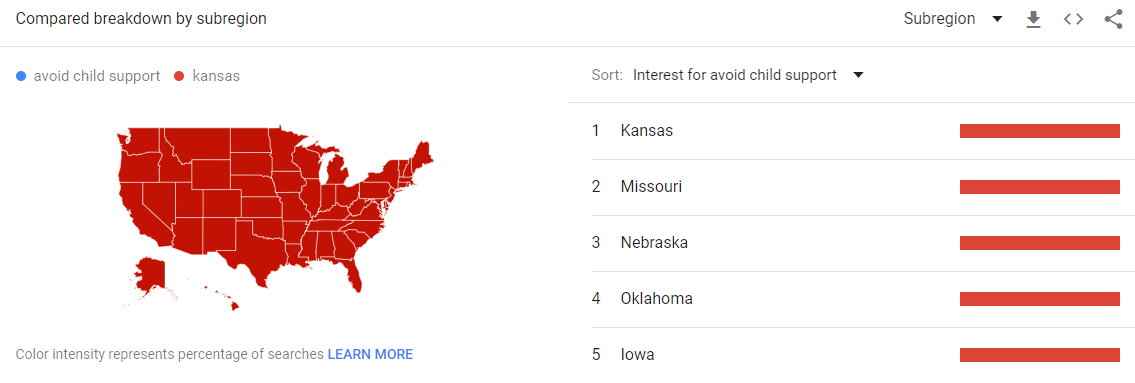 Compared breakdown by subregion
Subregion
avoid child support kansas
Sort: Interest for avoid child support
1 Kansas
2 Missouri
3 Nebraska
4 Oklahoma
5 Iowa
Color intensity represents percentage of searches LEARN MORE